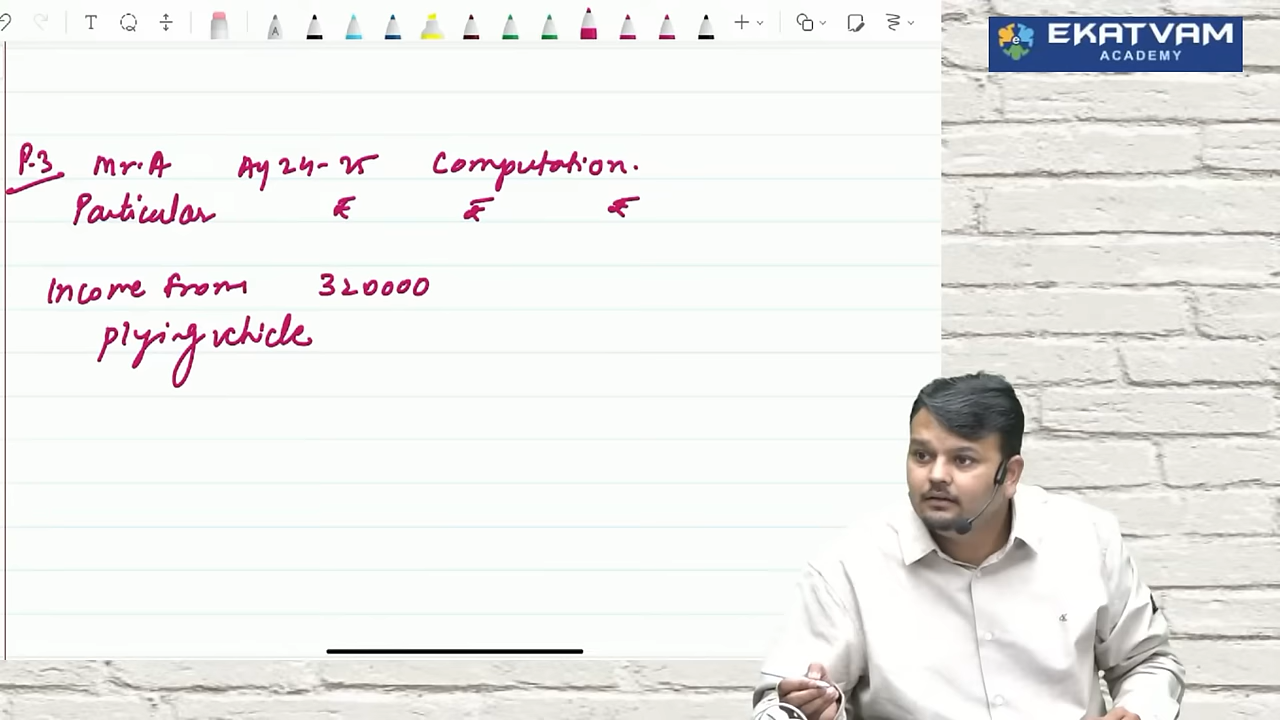 EKATVAM
ACADEMY
P.3 Mr. A Ay 24-25 Computation.
Particular ₹ ₹ ₹
Income from 320000
plying vehicle